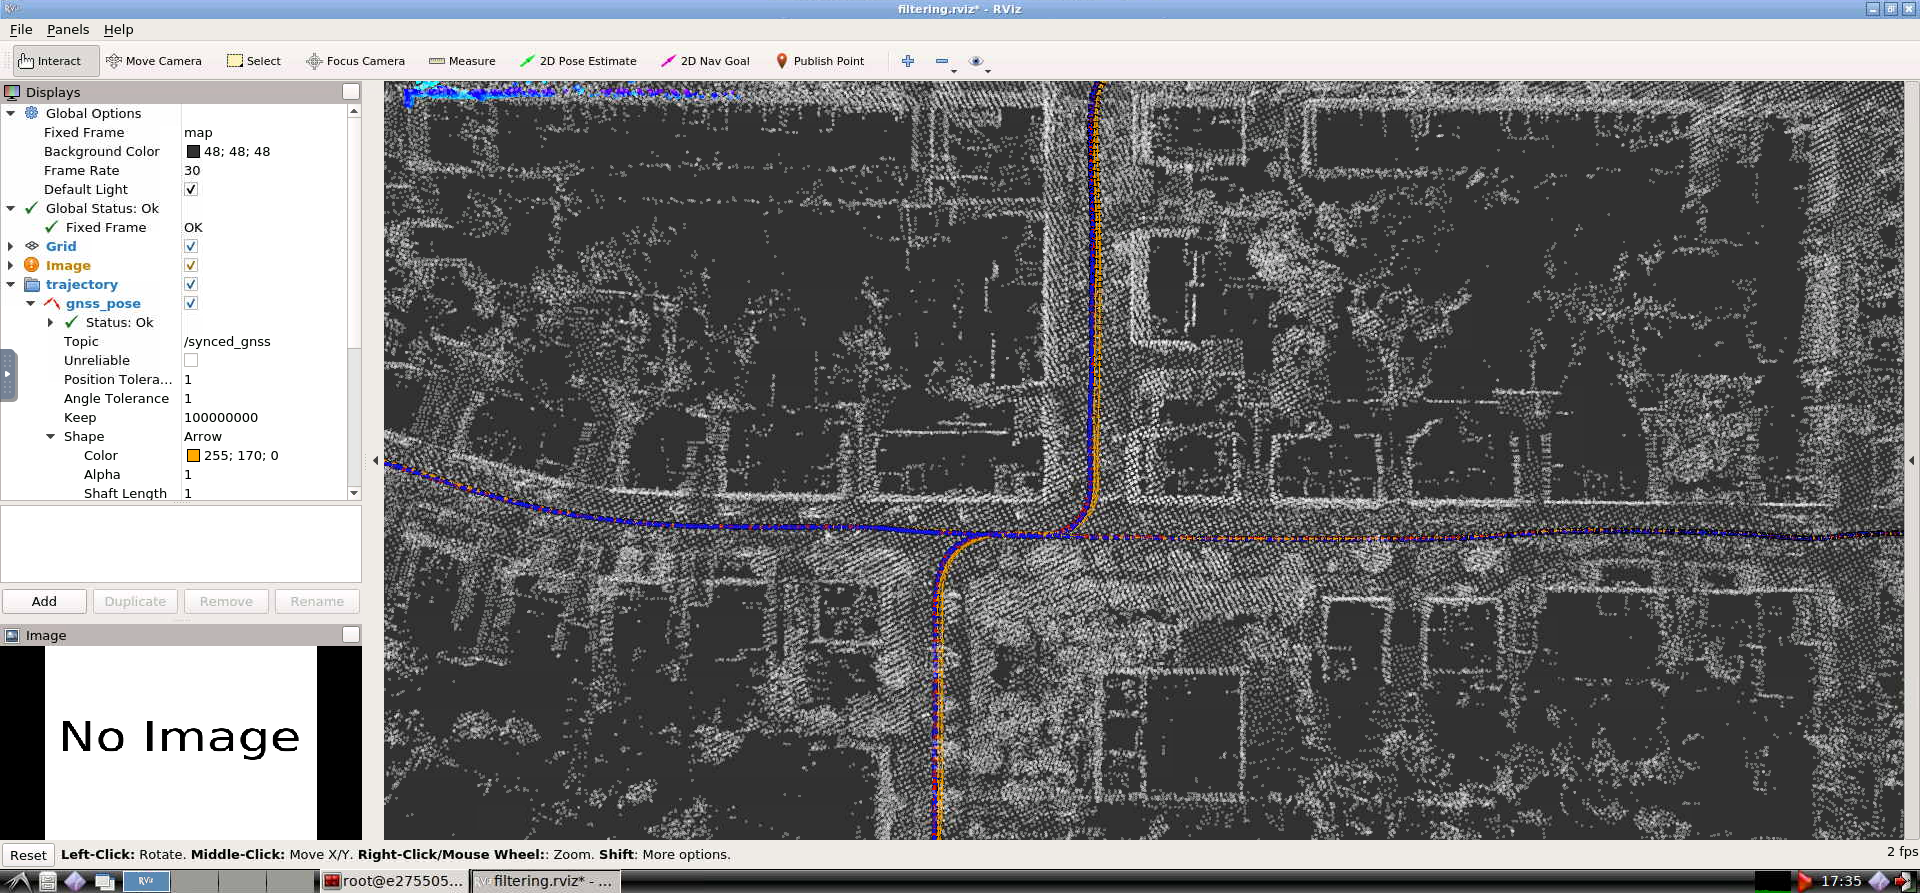 filtering.rviz* - RViz
File Panels Help
Interact Move Camera Select Focus Camera Measure 2D Pose Estimate 2D Nav Goal Publish Point
Displays
Global Options
Fixed Frame map
Background Color 48; 48; 48
Frame Rate 30
Default Light
Global Status: Ok
Fixed Frame OK
Grid
Image
trajectory
gnss_pose
Status: Ok
Topic /synced_gnss
Unreliable
Position Tolera... 1
Angle Tolerance 1
Keep 100000000
Shape Arrow
Color 255; 170; 0
Alpha 1
Shaft Length 1
Add Duplicate Remove Rename
Image
No Image
Reset Left-Click: Rotate. Middle-Click: Move X/Y. Right-Click/Mouse Wheel:: Zoom. Shift: More options. 2 fps
RViz root@e275505... filtering.rviz* - ... 17:35